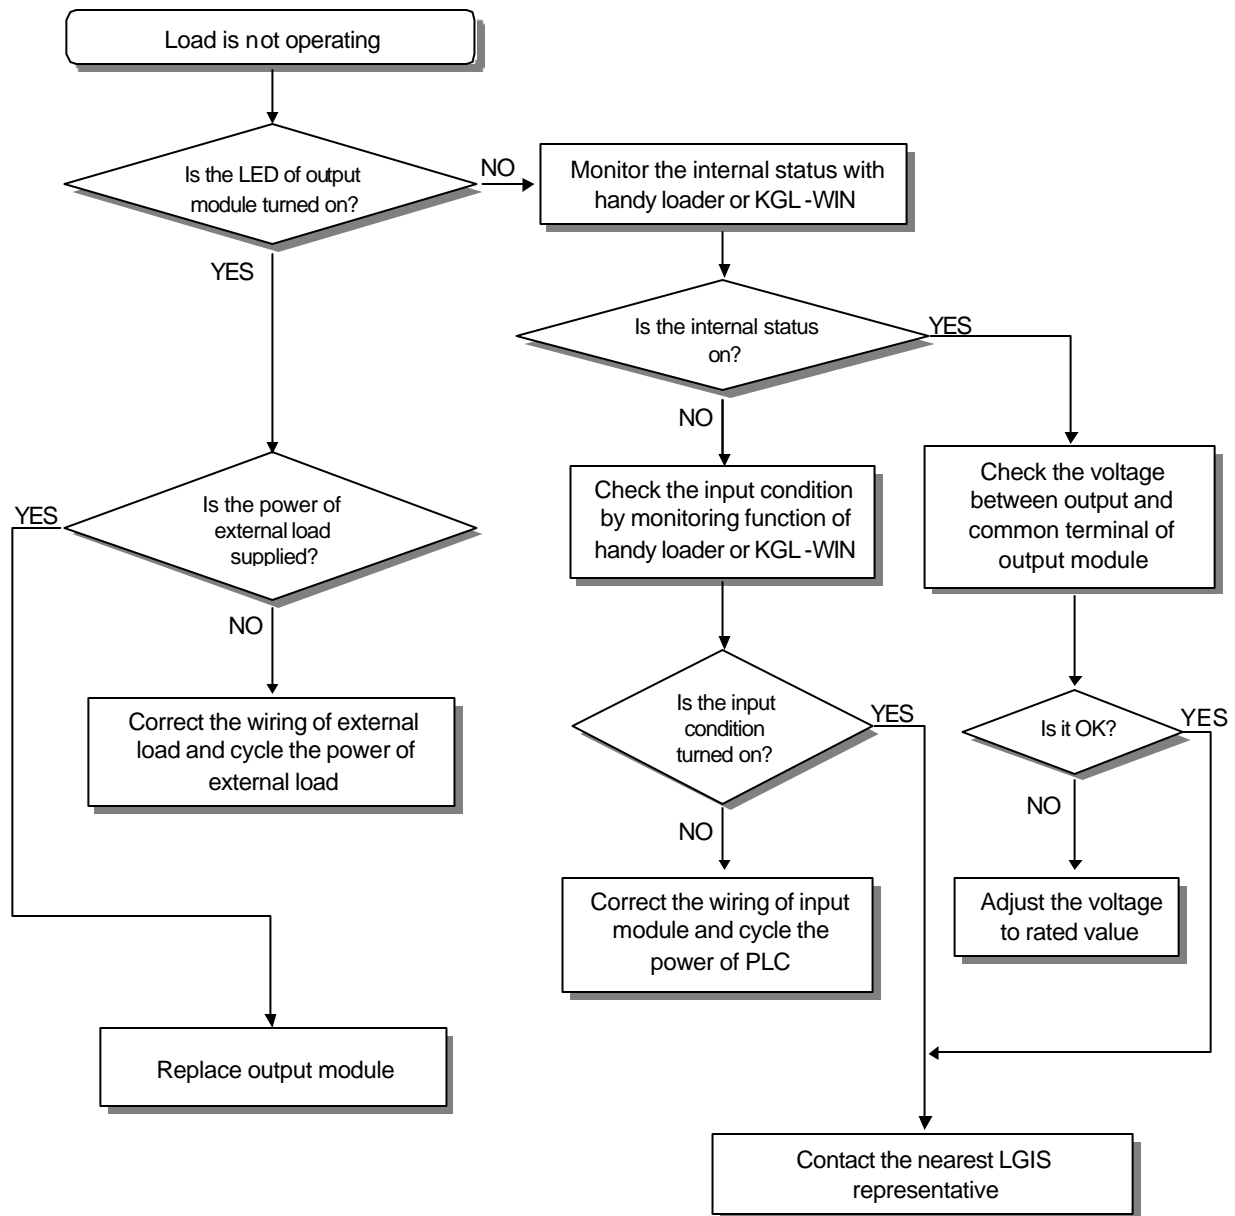 Load is not operating
Is the LED of output
module turned on?
NO
YES
Monitor the internal status with
handy loader or KGL-WIN
Is the internal status
on?
YES
NO
Is the power of
external load
supplied?
YES
NO
Check the input condition
by monitoring function of
handy loader or KGL-WIN
Check the voltage
between output and
common terminal of
output module
Correct the wiring of external
load and cycle the power of
external load
Is the input
condition
turned on?
YES
NO
Is it OK?
YES
NO
Correct the wiring of input
module and cycle the
power of PLC
Adjust the voltage
to rated value
Replace output module
Contact the nearest LGIS
representative